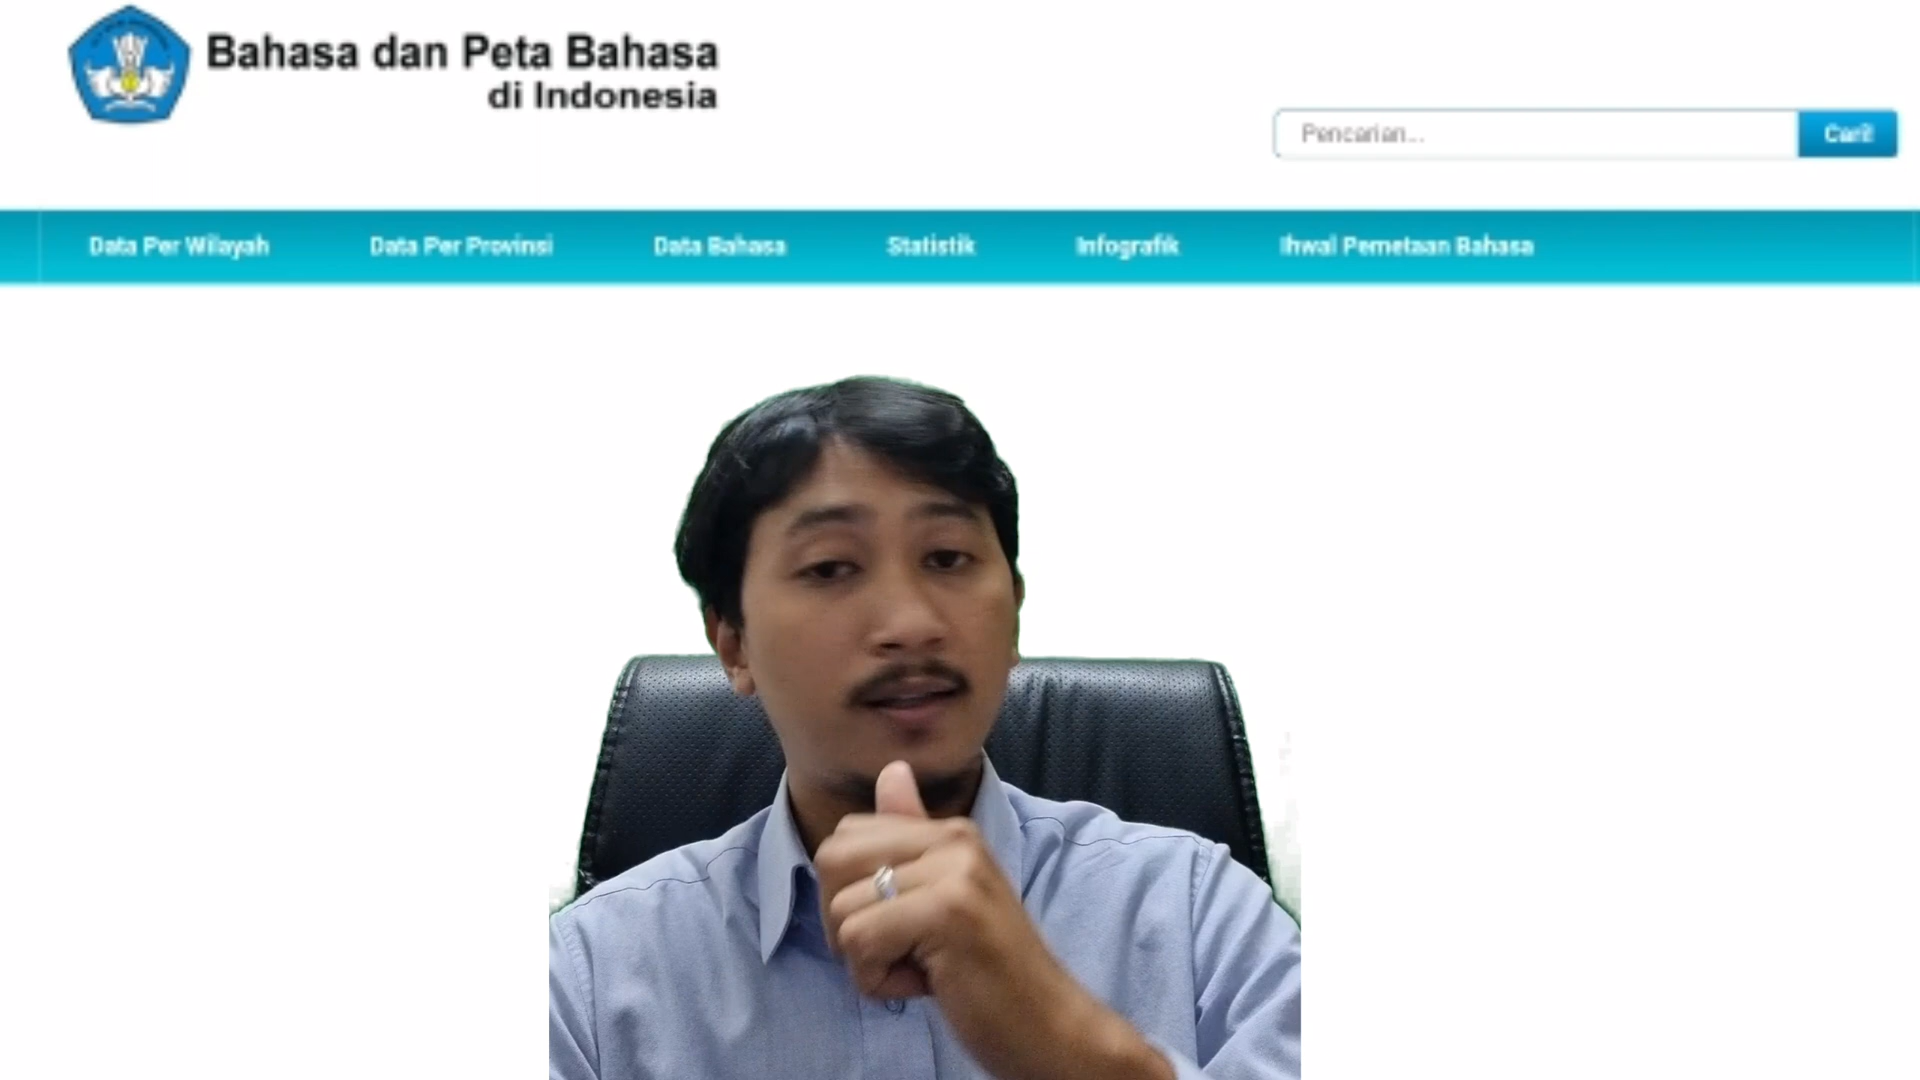 Bahasa dan Peta Bahasa
di Indonesia
Pencarian...
Cari!
Data Per Wilayah
Data Per Provinsi
Data Bahasa
Statistik
Infografik
Ihwal Pemetaan Bahasa